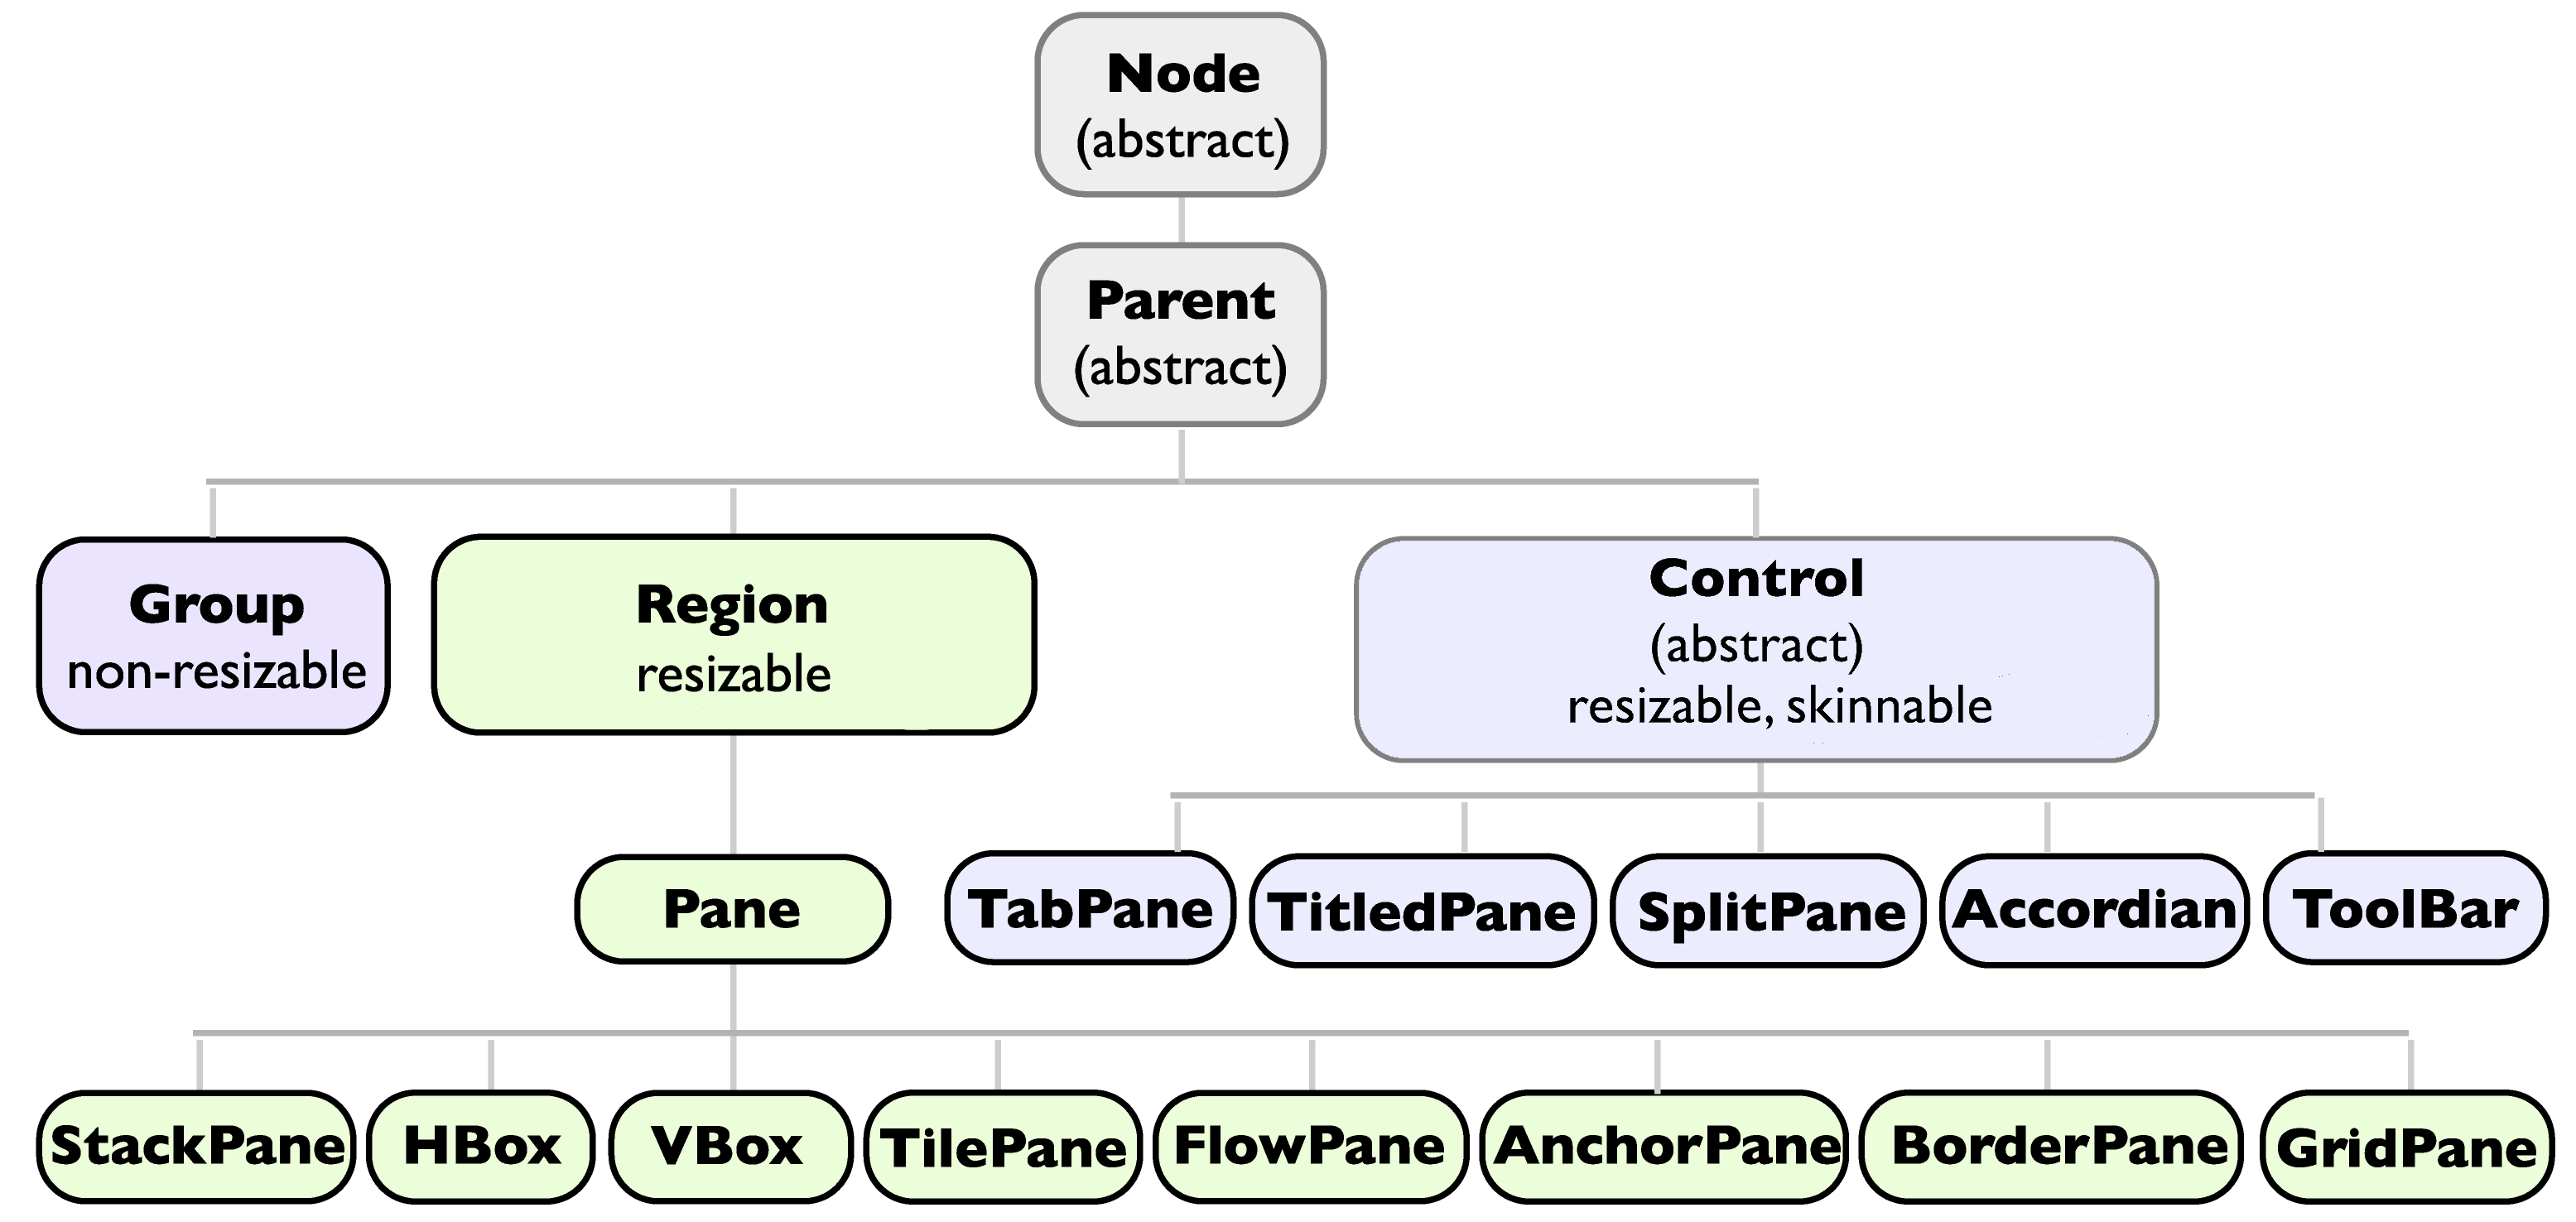 Node
(abstract)
Parent
(abstract)
Group
non-resizable
Region
resizable
Control
(abstract)
resizable, skinnable
Pane
TabPane
TitledPane
SplitPane
Accordian
ToolBar
StackPane
HBox
VBox
TilePane
FlowPane
AnchorPane
BorderPane
GridPane